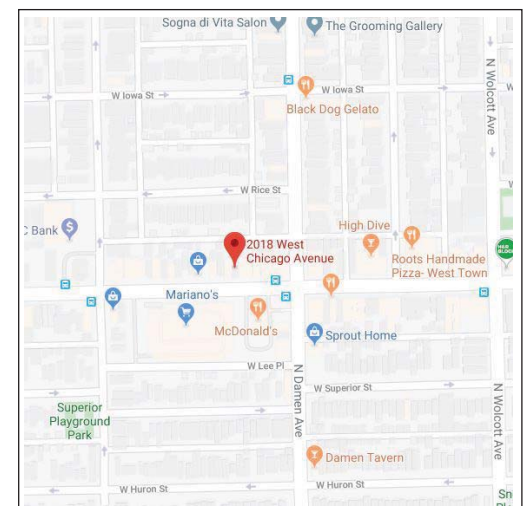 Sogna di Vita Salon
The Grooming Gallery
W Iowa St
W Iowa St
Black Dog Gelato
N Wolcott Ave
W Rice St
C Bank
High Dive
2018 West
Chicago Avenue
Roots Handmade
Pizza- West Town
Mariano's
McDonald's
Sprout Home
W Lee Pl
N Damen Ave
W Superior St
N Wolcott Ave
Superior
Playground
Park
Damen Tavern
W Huron St
W Huron St
Sn